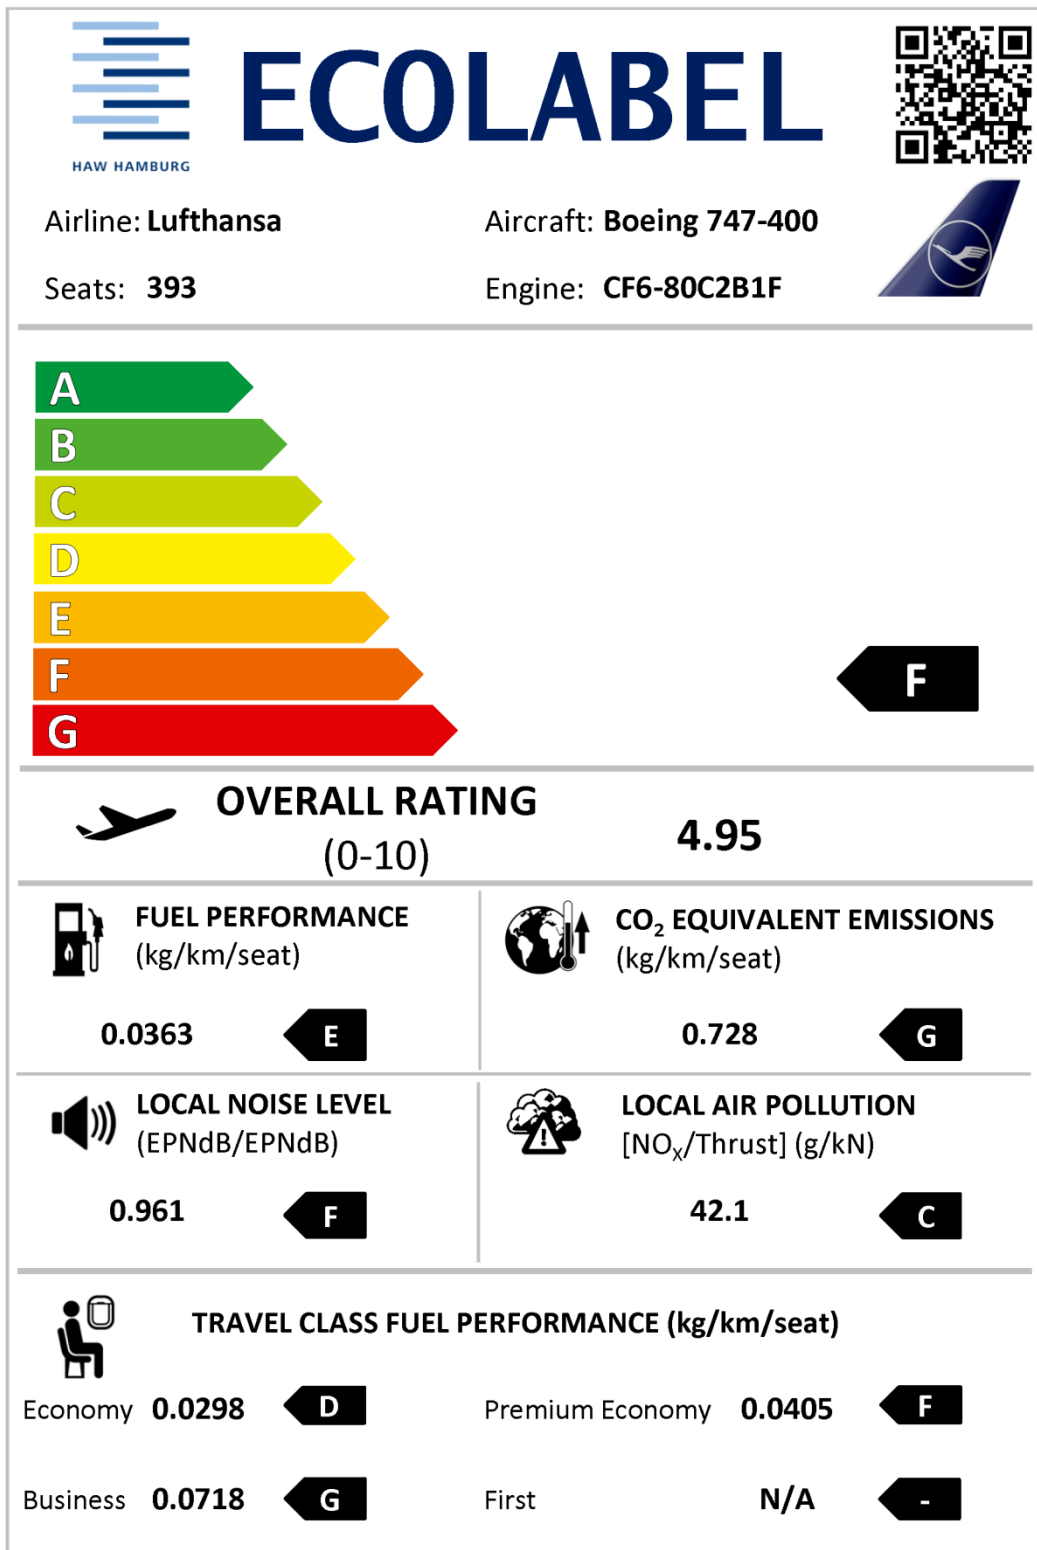 ECOLABEL
HAW HAMBURG
Airline: Lufthansa
Aircraft: Boeing 747-400
Seats: 393
Engine: CF6-80C2B1F
A
B
C
D
E
F
F
G
OVERALL RATING
(0-10)
4.95
FUEL PERFORMANCE
(kg/km/seat)
0.0363 E
CO₂ EQUIVALENT EMISSIONS
(kg/km/seat)
0.728 G
LOCAL NOISE LEVEL
(EPNdB/EPNdB)
0.961 F
LOCAL AIR POLLUTION
[NOₓ/Thrust] (g/kN)
42.1 C
TRAVEL CLASS FUEL PERFORMANCE (kg/km/seat)
Economy 0.0298 D
Premium Economy 0.0405 F
Business 0.0718 G
First N/A -